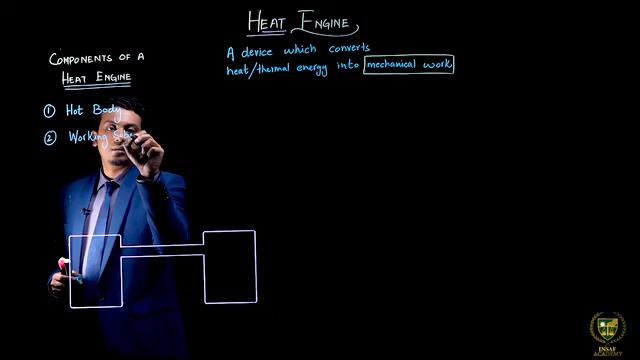 HEAT ENGINE
A device which converts
heat/thermal energy into mechanical work
COMPONENTS OF A
HEAT ENGINE
① Hot Body
② Working
INSAF
ACADEMY